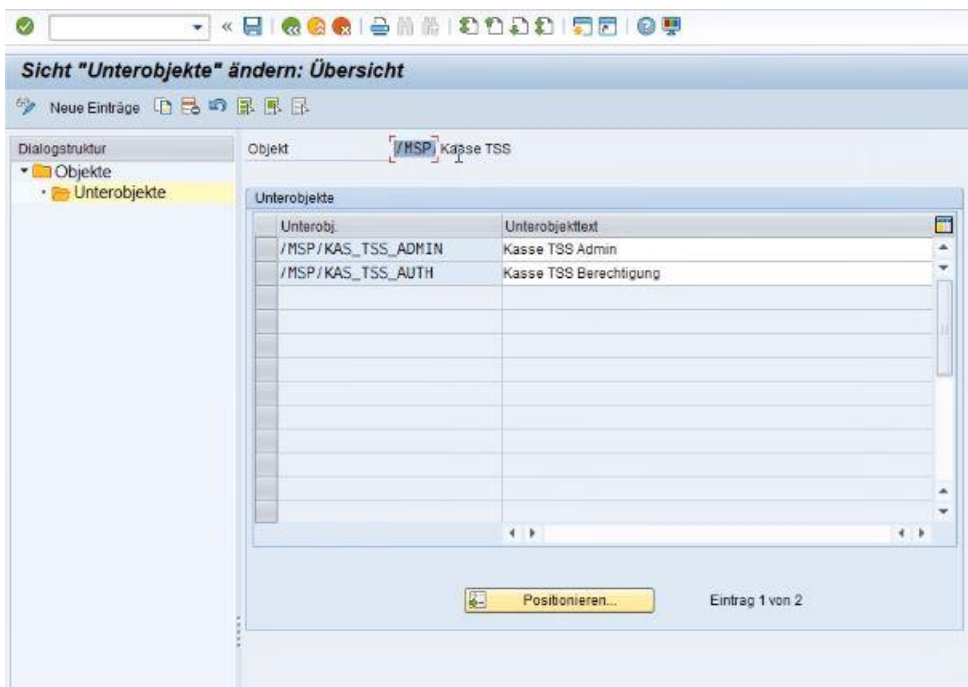 Sicht "Unterobjekte" ändern: Übersicht
Neue Einträge
Dialogstruktur
Objekte
Unterobjekte
Objekt /MSP/ Kasse TSS
Unterobjekte
Unterobj. Unterobjekttext
/MSP/KAS_TSS_ADMIN Kasse TSS Admin
/MSP/KAS_TSS_AUTH Kasse TSS Berechtigung
Positionieren... Eintrag 1 von 2